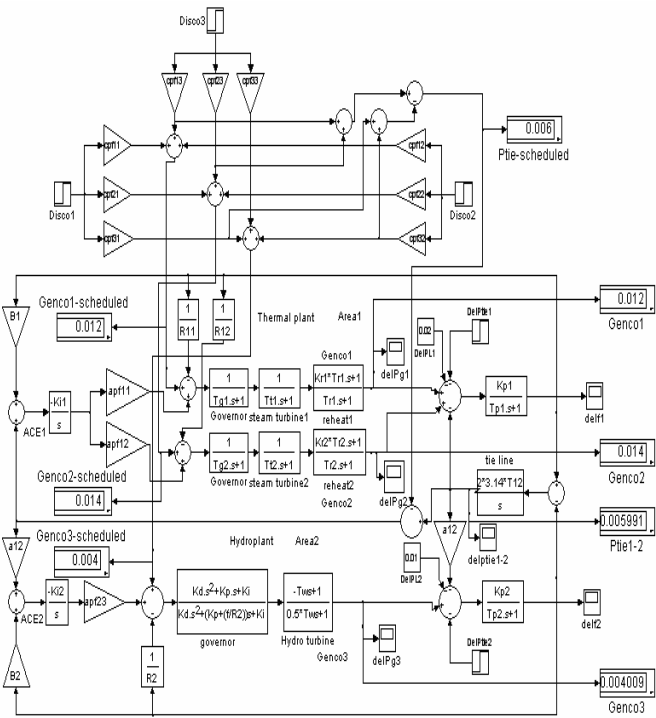 Disco3
cpf13
cpf23
cpf33
cpf11
cpf12
0.006
Ptie-scheduled
cpf21
cpf22
Disco1
Disco2
cpf31
cpf32
B1
Genco1-scheduled
0.012
1
R11
1
R12
Thermal plant
Area1
0.02
DelPL1
DelPtie1
0.012
Genco1
delPg1
Genco1
-Ki1
s
apf11
1
Tg1.s+1
Governor
1
Tt1.s+1
steam turbine1
Kr1*Tr1.s+1
Tr1.s+1
reheat1
Kp1
Tp1.s+1
delf1
ACE1
apf12
1
Tg2.s+1
Governor
1
Tt2.s+1
steam turbine2
Kr2*Tr2.s+1
Tr2.s+1
reheat2
Genco2
delPg2
0.014
Genco2
Genco2-scheduled
0.014
tie line
2*3.14*T12
s
Genco3-scheduled
0.004
a12
Hydroplant
Area2
a12
delptie1-2
0.005991
Ptie1-2
0.01
DelPL2
-Ki2
s
ACE2
apf23
Kd.s²+Kp.s+Ki
Kd.s²+(Kp+(f/R2))s+Ki
governor
-Tws+1
0.5*Tws+1
Hydro turbine
Genco3
Kp2
Tp2.s+1
delf2
delPg3
DelPtie2
1
R2
B2
0.004009
Genco3